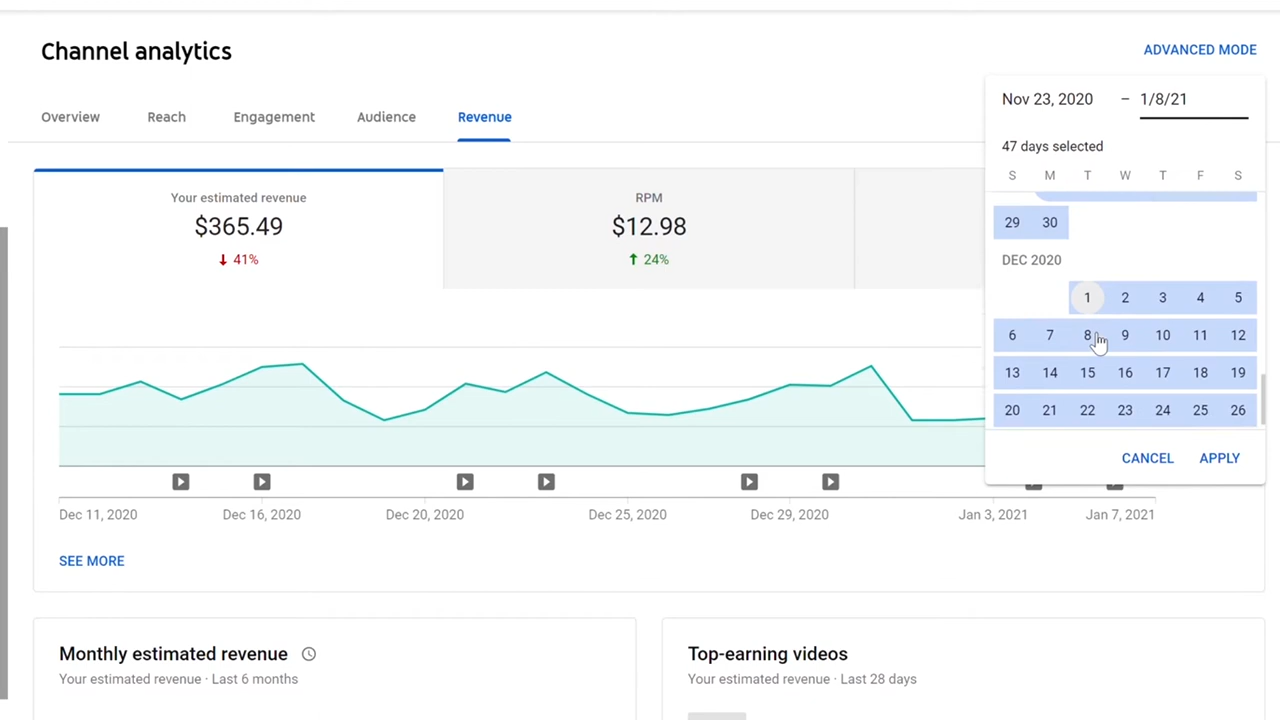 Channel analytics
ADVANCED MODE
Overview Reach Engagement Audience Revenue
Nov 23, 2020 – 1/8/21
47 days selected
S M T W T F S
29 30
DEC 2020
1 2 3 4 5
6 7 8 9 10 11 12
13 14 15 16 17 18 19
20 21 22 23 24 25 26
CANCEL APPLY
Your estimated revenue
$365.49
41%
RPM
$12.98
24%
Dec 11, 2020 Dec 16, 2020 Dec 20, 2020 Dec 25, 2020 Dec 29, 2020 Jan 3, 2021 Jan 7, 2021
SEE MORE
Monthly estimated revenue
Your estimated revenue · Last 6 months
Top-earning videos
Your estimated revenue · Last 28 days